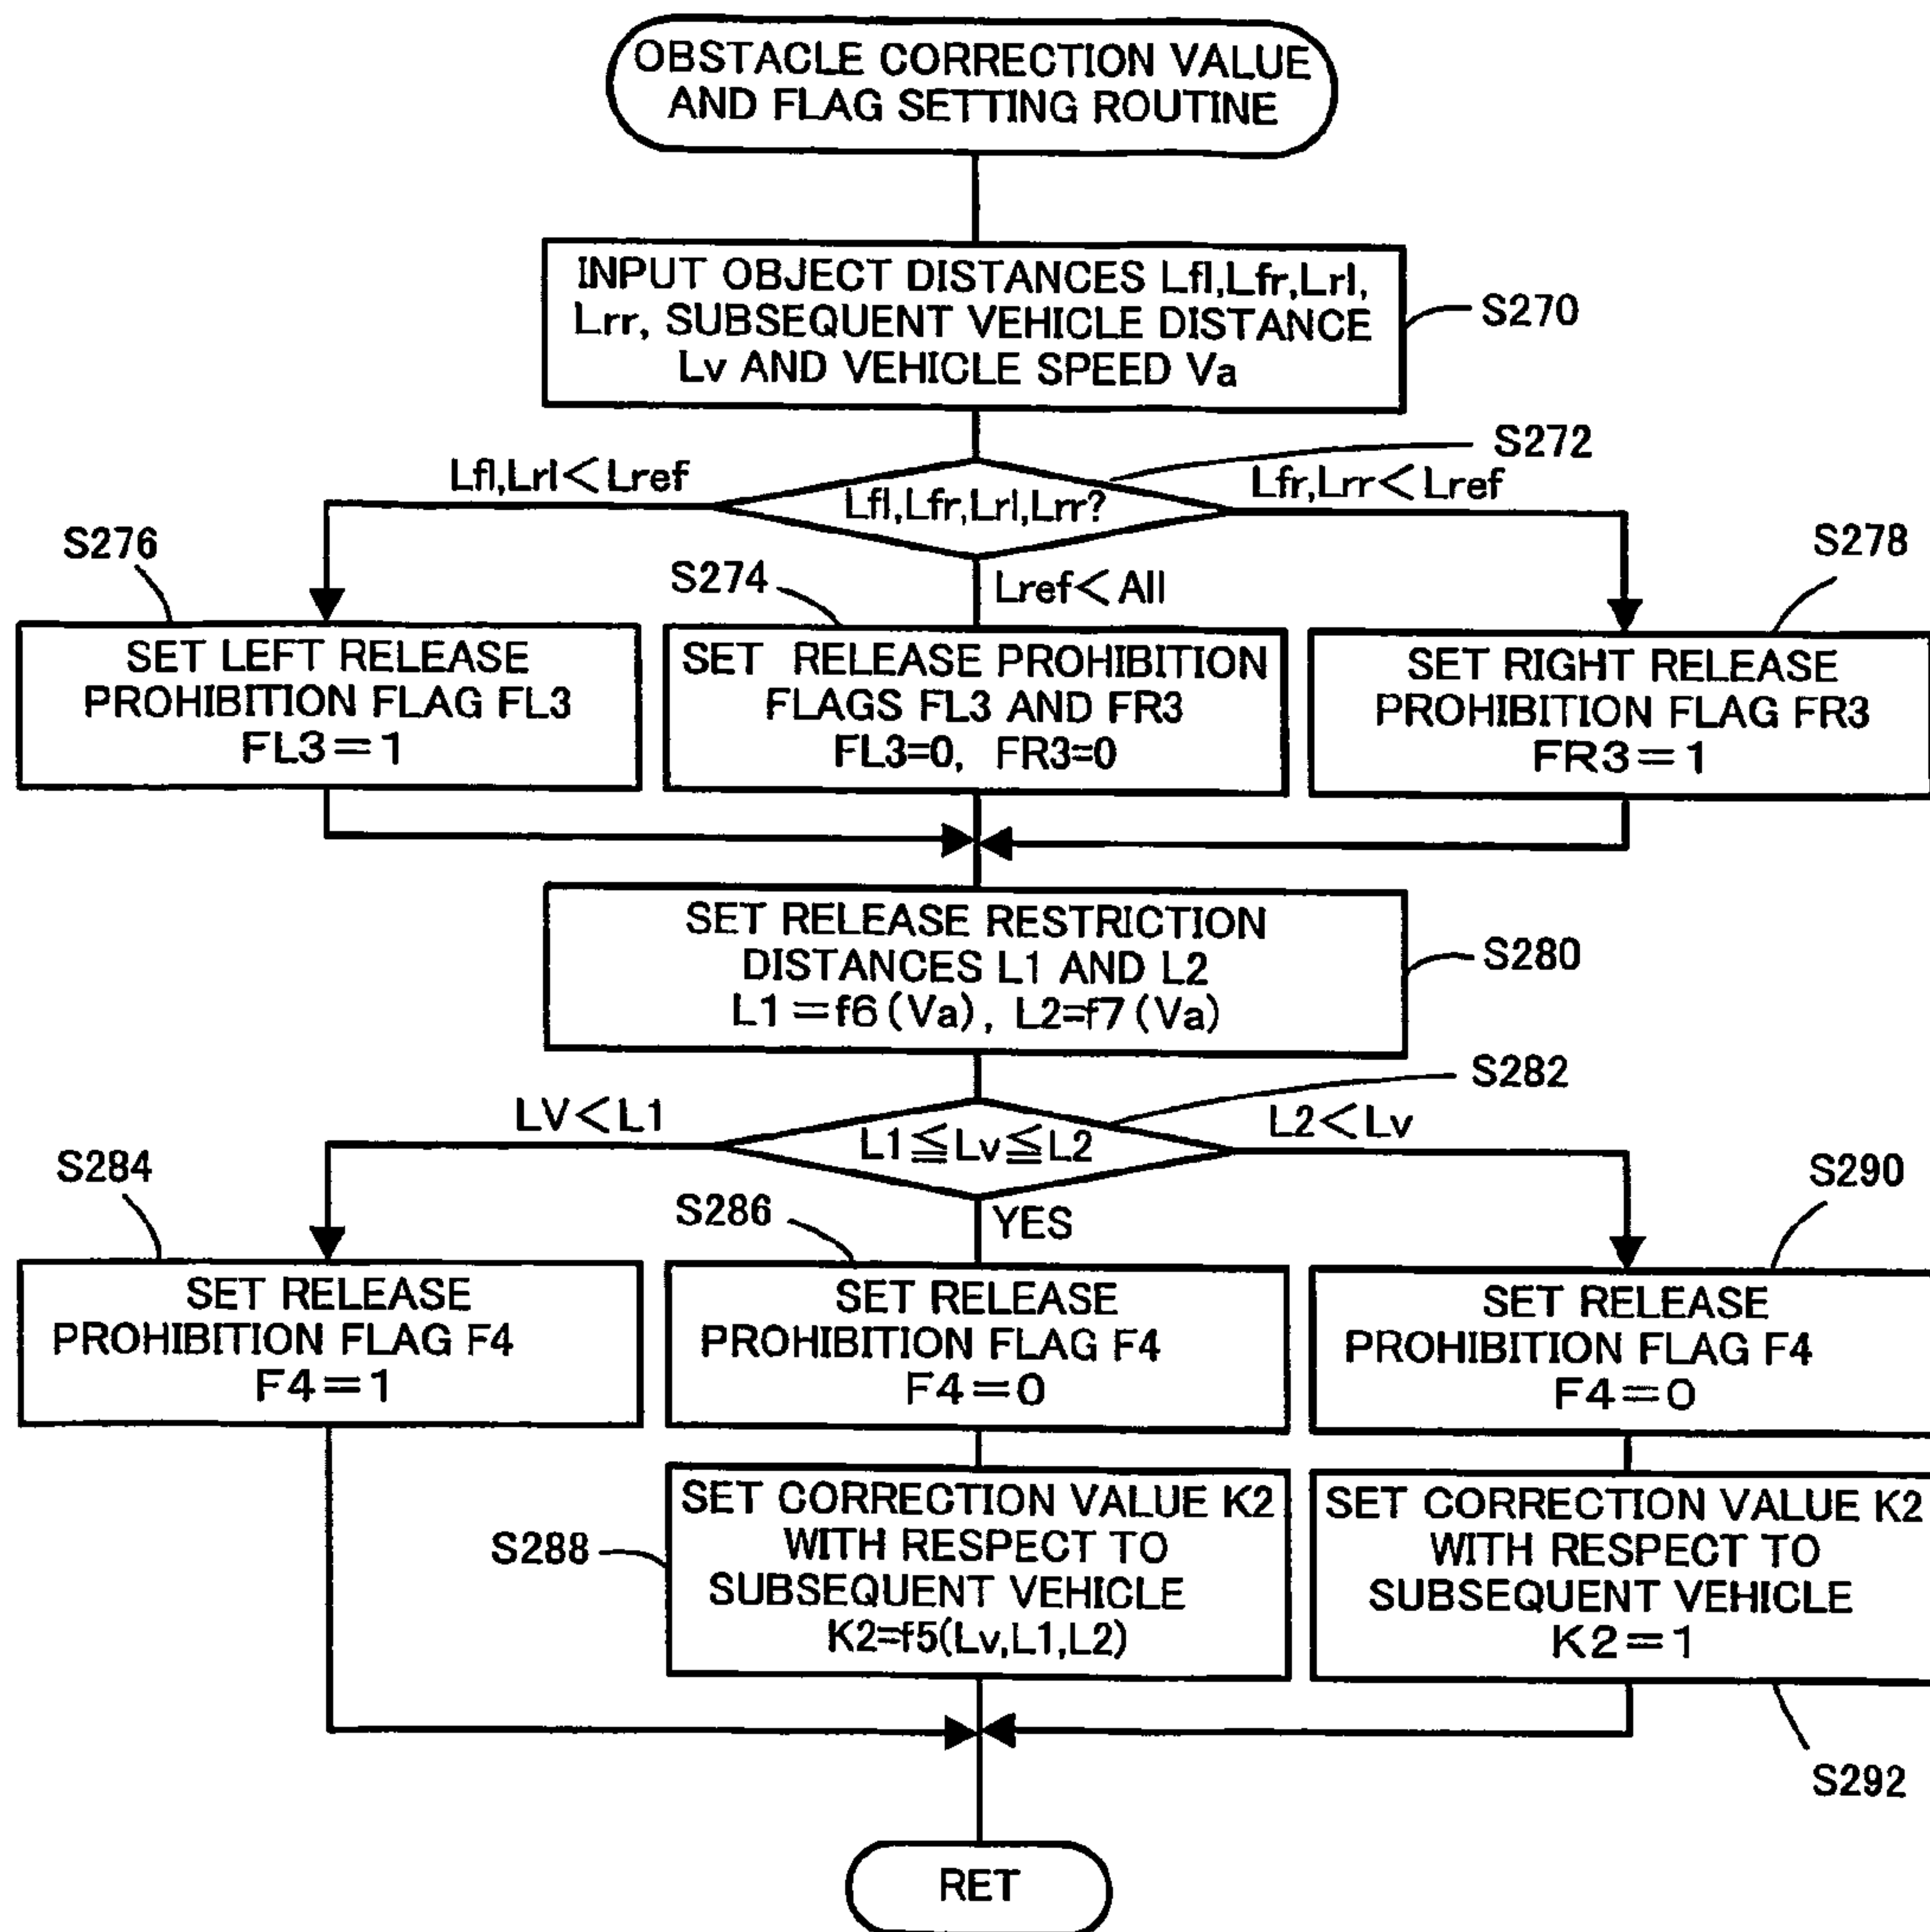 OBSTACLE CORRECTION VALUE
AND FLAG SETTING ROUTINE
INPUT OBJECT DISTANCES Lfl,Lfr,Lrl,
Lrr, SUBSEQUENT VEHICLE DISTANCE
Lv AND VEHICLE SPEED Va
S270
S272
Lfl,Lrl<Lref
Lfl,Lfr,Lrl,Lrr?
Lfr,Lrr<Lref
S276
S274
Lref<All
S278
SET LEFT RELEASE
PROHIBITION FLAG FL3
FL3=1
SET RELEASE PROHIBITION
FLAGS FL3 AND FR3
FL3=0, FR3=0
SET RIGHT RELEASE
PROHIBITION FLAG FR3
FR3=1
SET RELEASE RESTRICTION
DISTANCES L1 AND L2
L1=f6(Va), L2=f7(Va)
S280
S282
LV<L1
L1≦Lv≦L2
L2<Lv
S284
S286
YES
S290
SET RELEASE
PROHIBITION FLAG F4
F4=1
SET RELEASE
PROHIBITION FLAG F4
F4=0
SET RELEASE
PROHIBITION FLAG F4
F4=0
S288
SET CORRECTION VALUE K2
WITH RESPECT TO
SUBSEQUENT VEHICLE
K2=f5(Lv,L1,L2)
SET CORRECTION VALUE K2
WITH RESPECT TO
SUBSEQUENT VEHICLE
K2=1
S292
RET